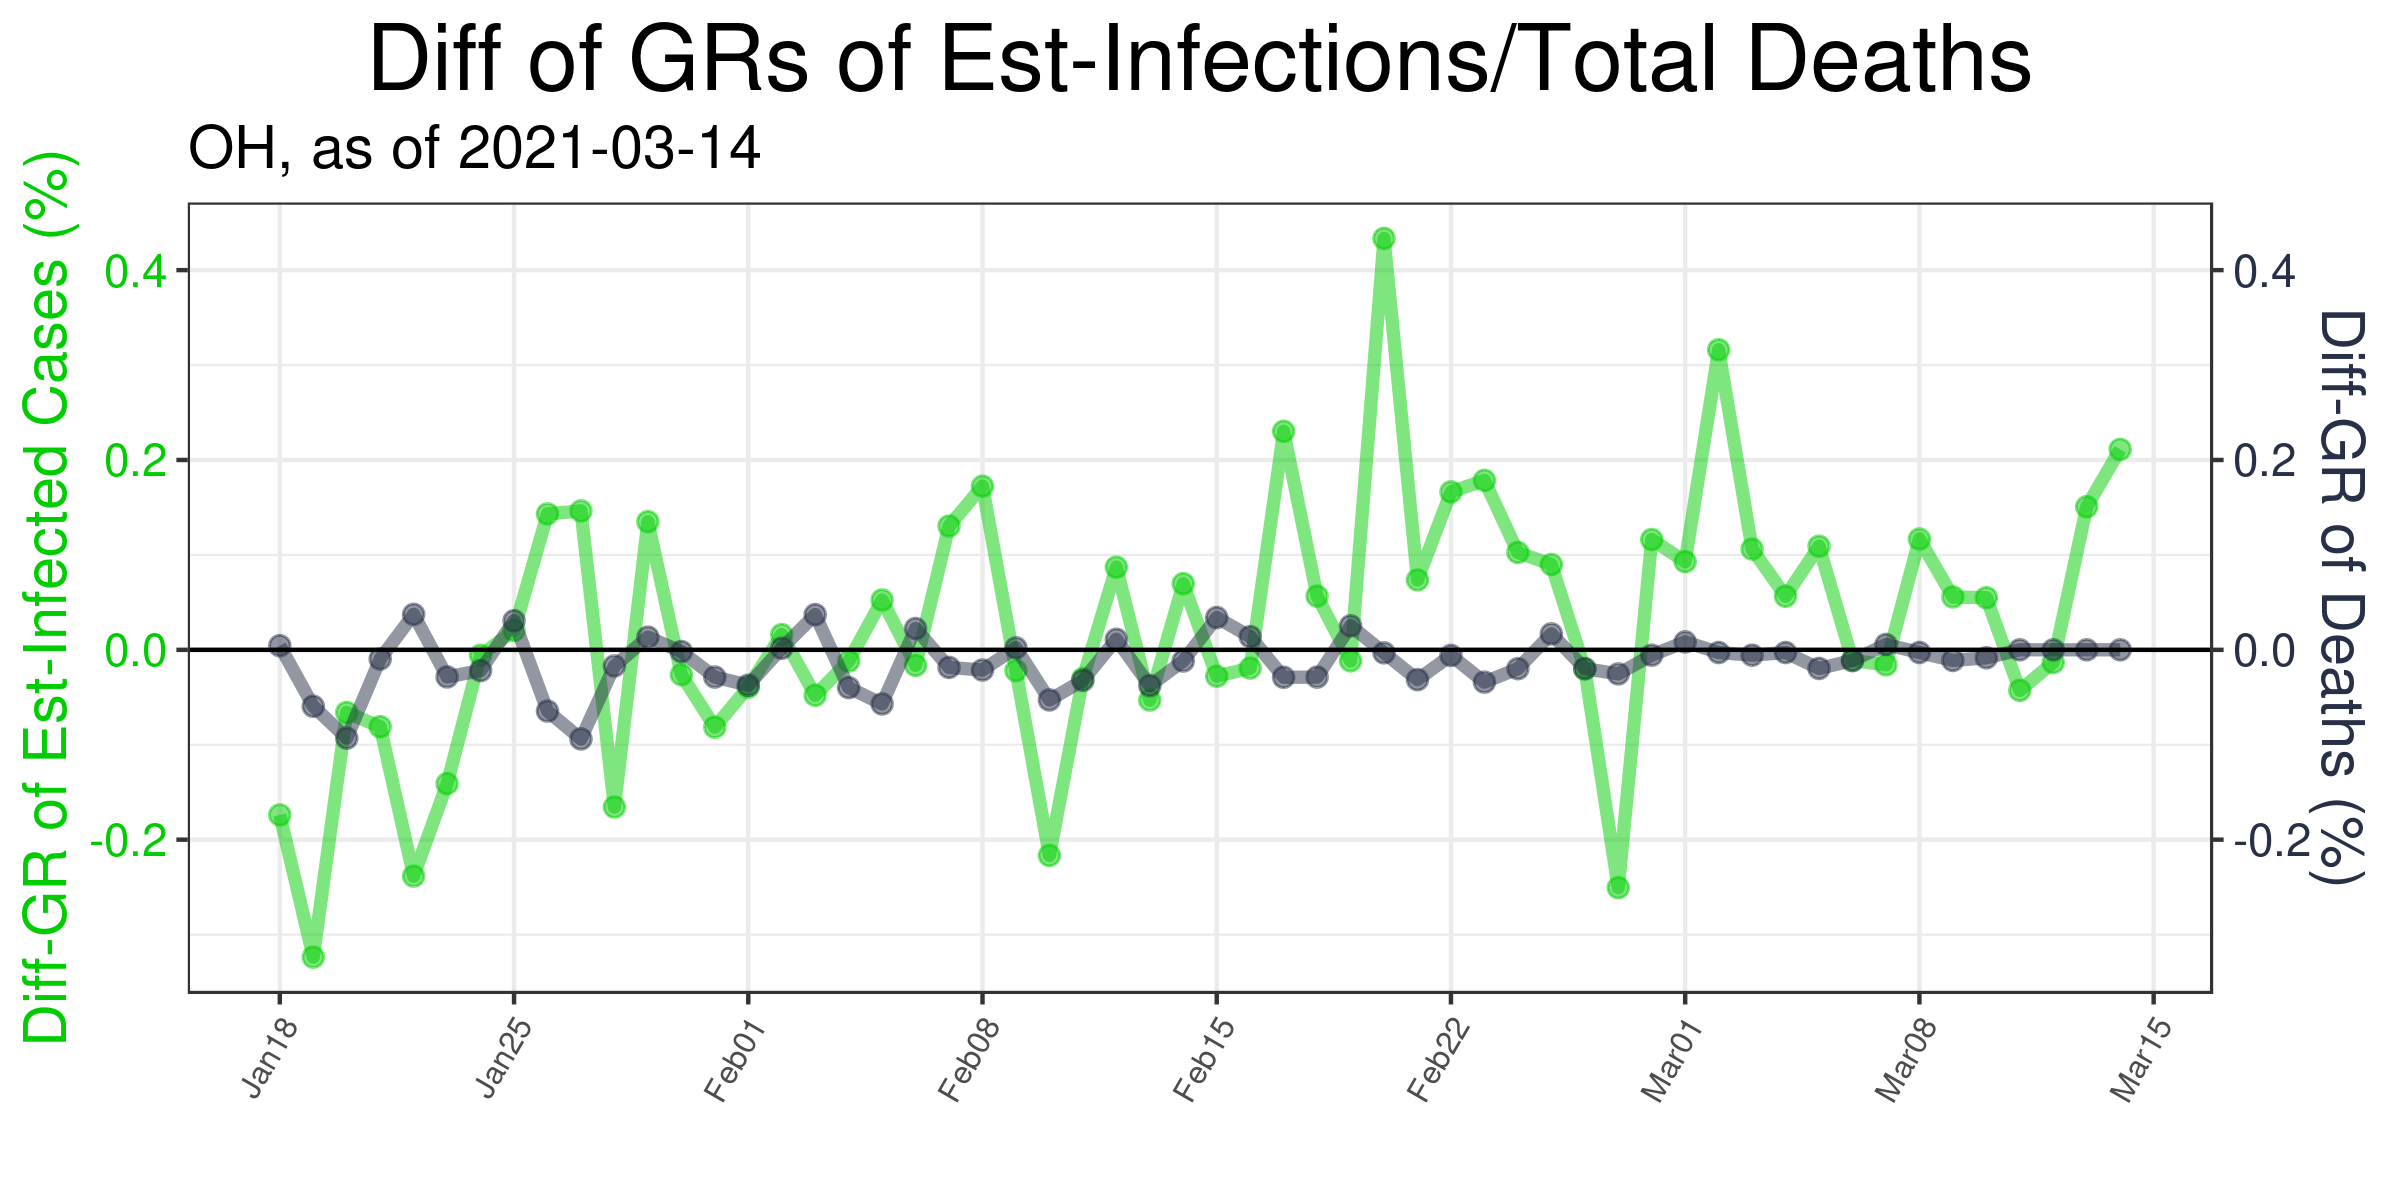 Diff of GRs of Est-Infections/Total Deaths
OH, as of 2021-03-14
Diff-GR of Est-Infected Cases (%)
0.4
0.2
0.0
-0.2
0.4
0.2
0.0
-0.2
Diff-GR of Deaths (%)
Jan18
Jan25
Feb01
Feb08
Feb15
Feb22
Mar01
Mar08
Mar15